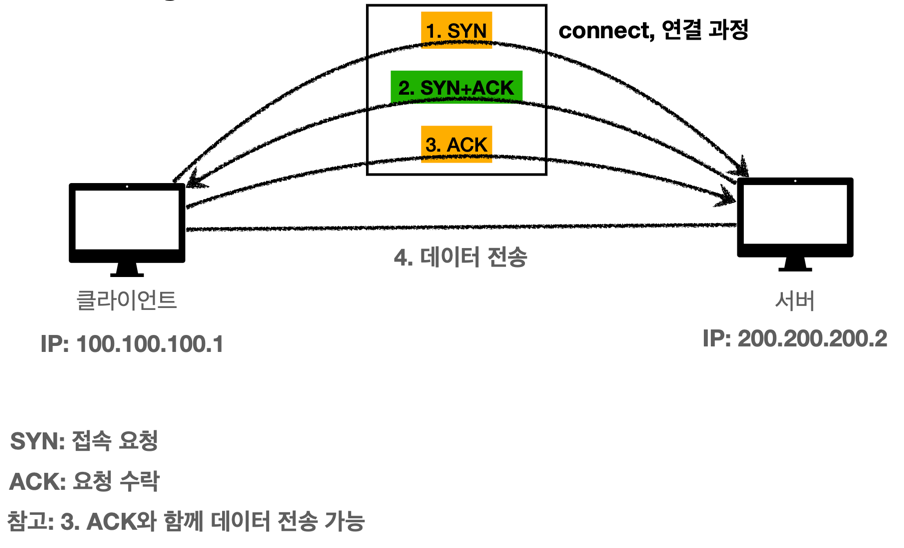 1. SYN
connect, 연결 과정
2. SYN+ACK
3. ACK
4. 데이터 전송
클라이언트
서버
IP: 100.100.100.1
IP: 200.200.200.2
SYN: 접속 요청
ACK: 요청 수락
참고: 3. ACK와 함께 데이터 전송 가능